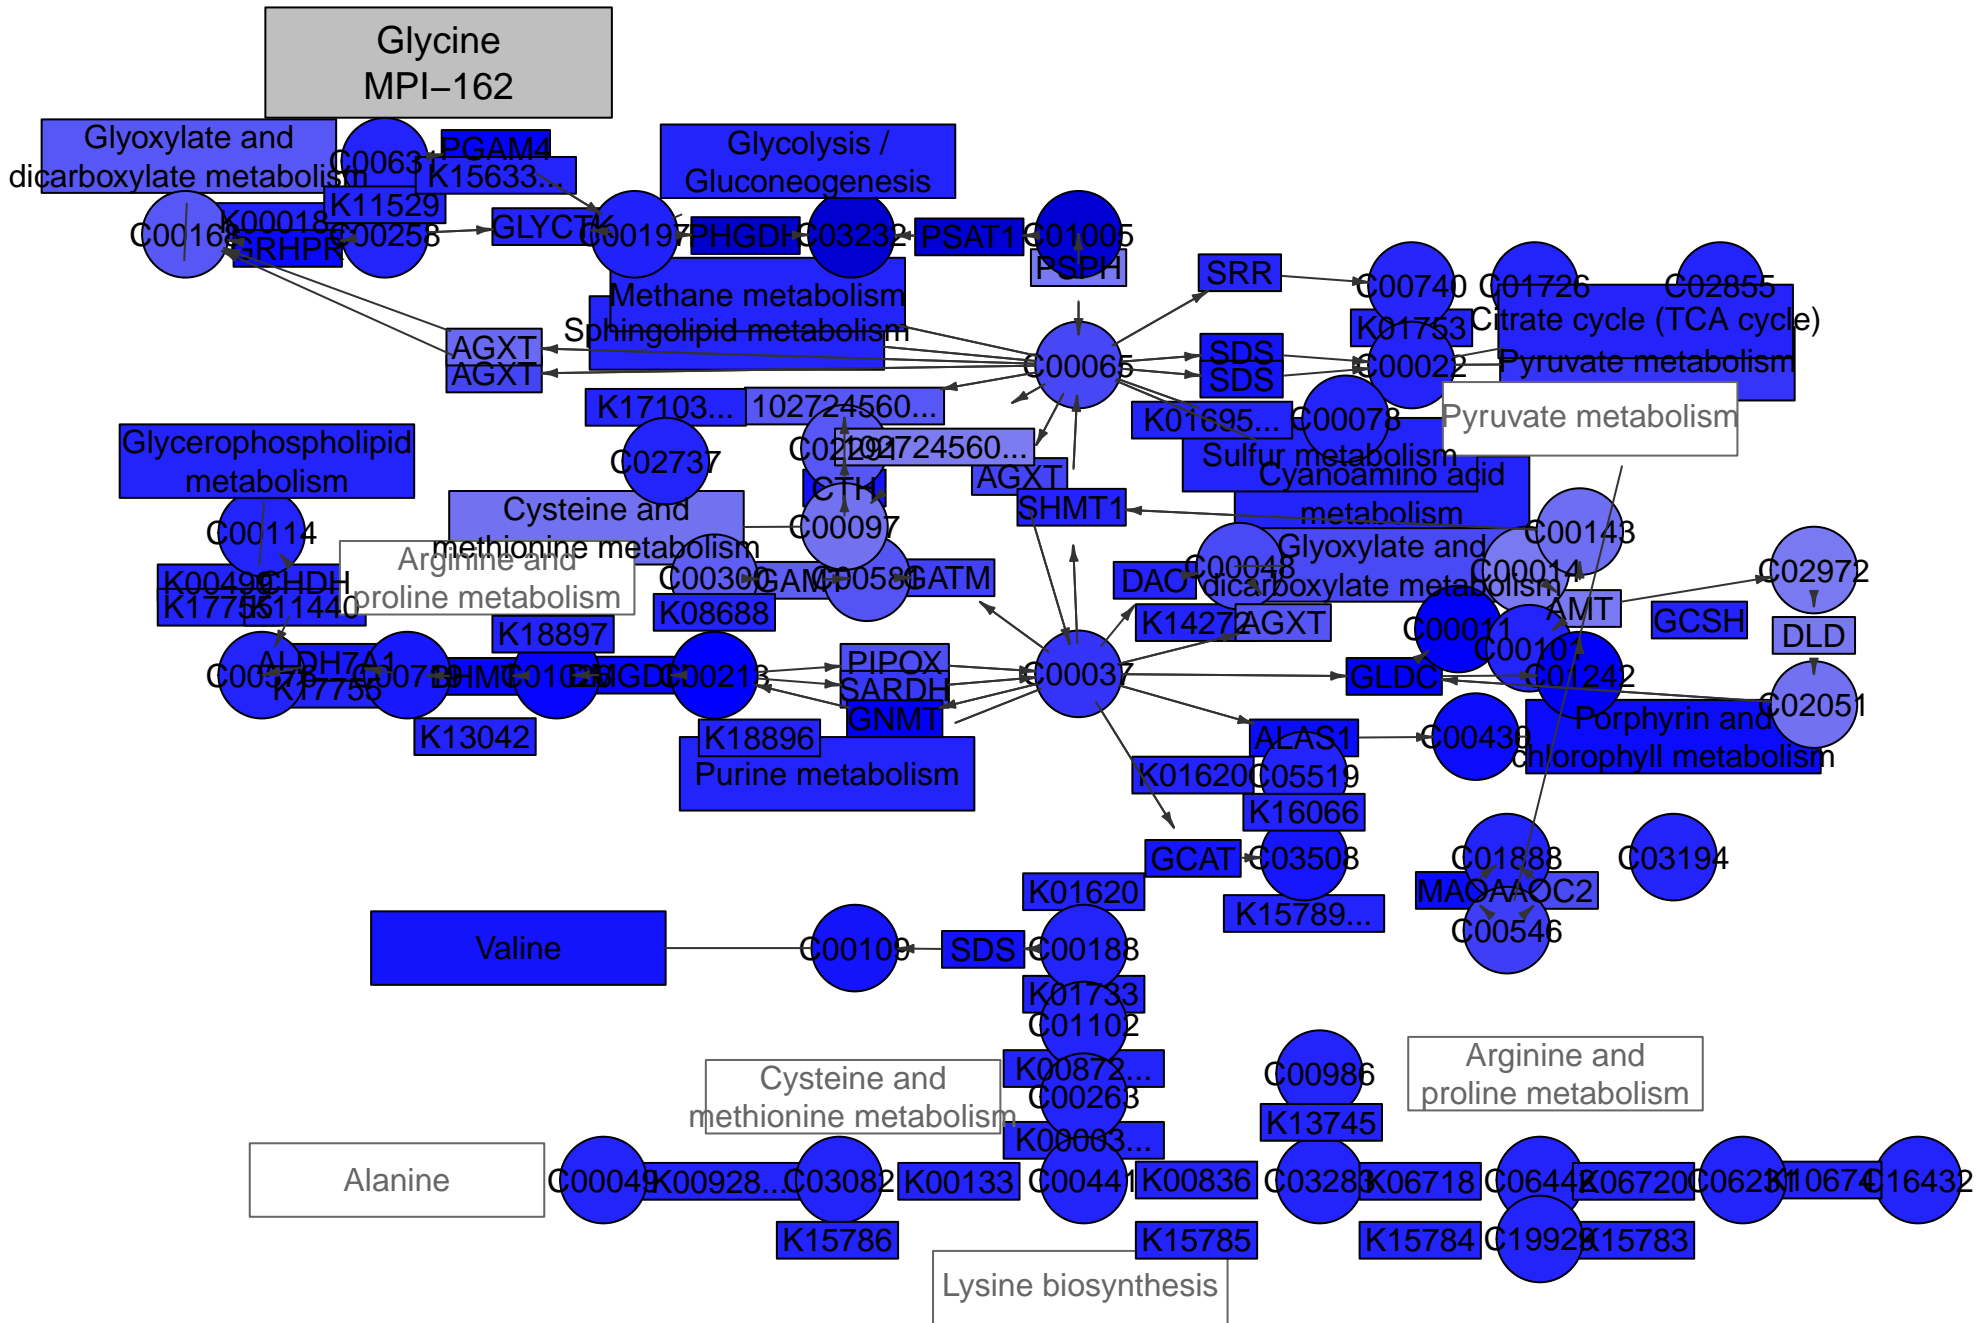 Glycine
MPI–162
Glyoxylate and
dicarboxylate metabolism
C00631
PGAM4
K15633...
Glycolysis /
Gluconeogenesis
K11529
K00018
C00168
GRHPR
C00258
GLYCTK
C00197
PHGDH
C03232
PSAT1
C01005
PSPH
SRR
C00740
C01726
C02855
Methane metabolism
Sphingolipid metabolism
K01753
Citrate cycle (TCA cycle)
AGXT
AGXT
C00065
SDS
SDS
C00022
Pyruvate metabolism
K17103...
102724560...
K01695...
C00078
Pyruvate metabolism
Glycerophospholipid
metabolism
C02737
C02291
102724560...
Sulfur metabolism
AGXT
CTH
Cyanoamino acid
metabolism
Cysteine and
methionine metabolism
C00097
SHMT1
C00114
C00143
Arginine and
proline metabolism
Glyoxylate and
dicarboxylate metabolism
K00499
CHDH
C00300
GAMT
C00581
GATM
DAO
C00048
C00014
C02972
K17755
K11440
K08688
K14272
AGXT
AMT
GCSH
K18897
C00011
C00101
DLD
ALDH7A1
C00576
C00719
BHMT
C01026
DMGDH
C00213
PIPOX
SARDH
C00037
GLDC
C01242
K17756
GNMT
C02051
K13042
K18896
ALAS1
C00430
Porphyrin and
chlorophyll metabolism
Purine metabolism
K01620
C05519
K16066
GCAT
C03508
C01888
C03194
K01620
MAOA
AOC2
K15789...
C00546
Valine
C00109
SDS
C00188
K01733
C01102
K00872...
C00986
Arginine and
proline metabolism
Cysteine and
methionine metabolism
C00263
K13745
K00003...
Alanine
C00049
K00928...
C03082
K00133
C00441
K00836
C03283
K06718
C06442
K06720
C06231
K10674
C16432
K15786
K15785
K15784
C19929
K15783
Lysine biosynthesis